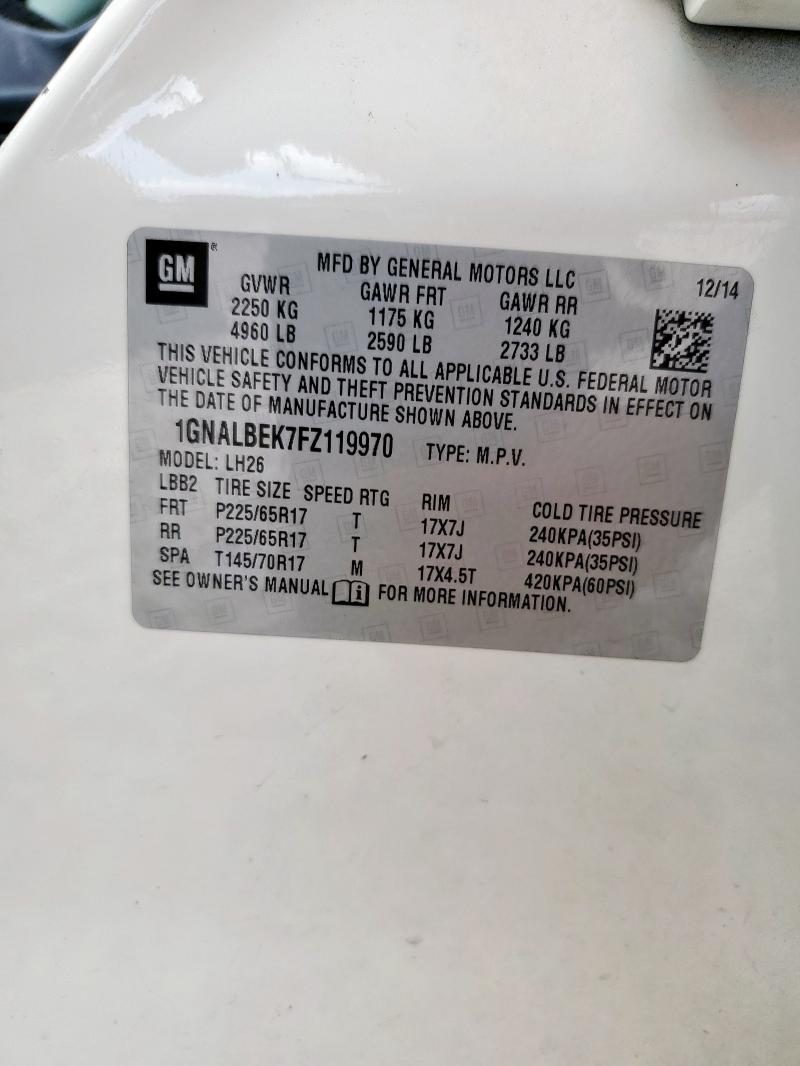 GM ® MFD BY GENERAL MOTORS LLC 12/14
GVWR GAWR FRT GAWR RR
2250 KG 1175 KG 1240 KG
4960 LB 2590 LB 2733 LB
THIS VEHICLE CONFORMS TO ALL APPLICABLE U.S. FEDERAL MOTOR
VEHICLE SAFETY AND THEFT PREVENTION STANDARDS IN EFFECT ON
THE DATE OF MANUFACTURE SHOWN ABOVE.
1GNALBEK7FZ119970 TYPE: M.P.V.
MODEL: LH26
LBB2 TIRE SIZE SPEED RTG RIM COLD TIRE PRESSURE
FRT P225/65R17 T 17X7J 240KPA(35PSI)
RR P225/65R17 T 17X7J 240KPA(35PSI)
SPA T145/70R17 M 17X4.5T 420KPA(60PSI)
SEE OWNER'S MANUAL FOR MORE INFORMATION.